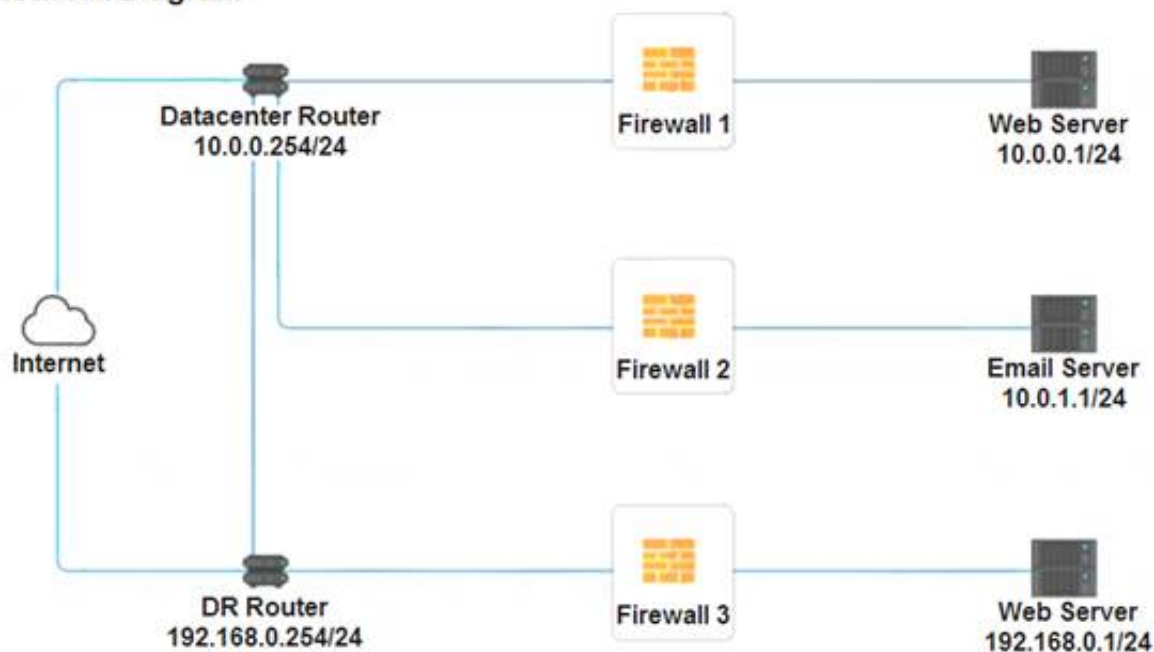 Datacenter Router
10.0.0.254/24
Firewall 1
Web Server
10.0.0.1/24
Internet
Firewall 2
Email Server
10.0.1.1/24
DR Router
192.168.0.254/24
Firewall 3
Web Server
192.168.0.1/24